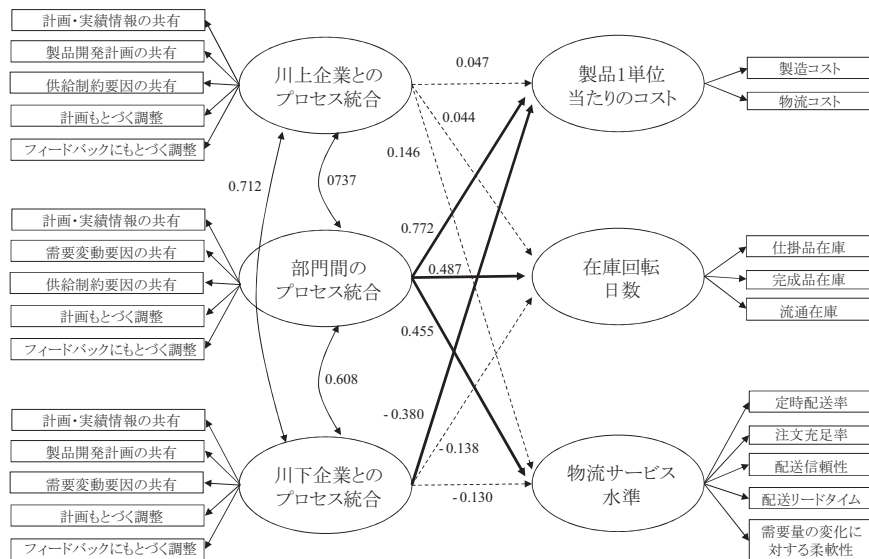 計画・実績情報の共有
製品開発計画の共有
供給制約要因の共有
計画もとづく調整
フィードバックにもとづく調整
川上企業との
プロセス統合
0.047
0.044
0.146
製品1単位
当たりのコスト
製造コスト
物流コスト
0.712
0737
計画・実績情報の共有
需要変動要因の共有
供給制約要因の共有
計画もとづく調整
フィードバックにもとづく調整
部門間の
プロセス統合
0.772
0.487
0.455
在庫回転
日数
仕掛品在庫
完成品在庫
流通在庫
0.608
計画・実績情報の共有
製品開発計画の共有
需要変動要因の共有
計画もとづく調整
フィードバックにもとづく調整
川下企業との
プロセス統合
- 0.380
- 0.138
- 0.130
物流サービス
水準
定時配送率
注文充足率
配送信頼性
配送リードタイム
需要量の変化に
対する柔軟性